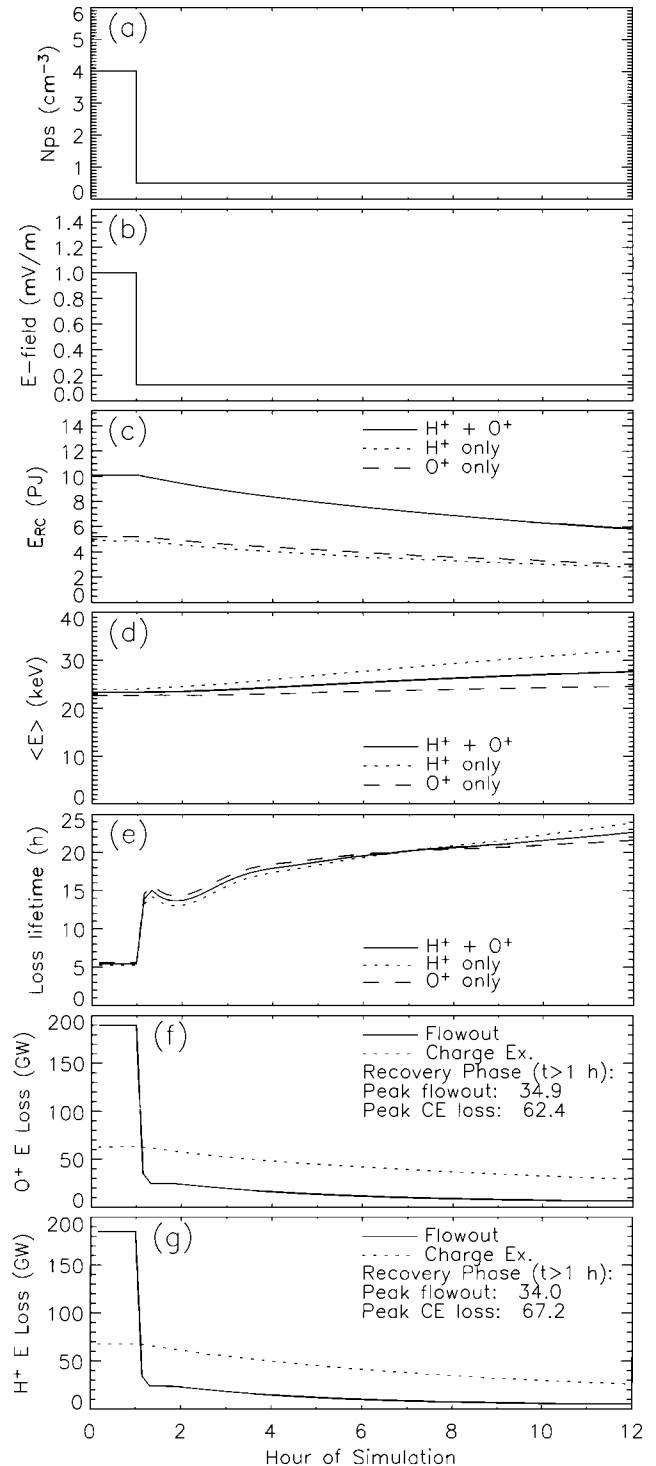 (a)
Nps (cm⁻³)
5
4
3
2
1
0
(b)
E-field (mV/m)
1.4
1.2
1.0
0.8
0.6
0.4
0.2
0.0
(c)
E_RC (PJ)
14
12
10
8
6
4
2
0
H⁺ + O⁺
H⁺ only
O⁺ only
(d)
<E> (keV)
40
30
20
10
0
H⁺ + O⁺
H⁺ only
O⁺ only
(e)
Loss lifetime (h)
25
20
15
10
5
0
H⁺ + O⁺
H⁺ only
O⁺ only
(f)
O⁺ E Loss (GW)
200
150
100
50
0
Flowout
Charge Ex.
Recovery Phase (t>1 h):
Peak flowout: 34.9
Peak CE loss: 62.4
(g)
H⁺ E Loss (GW)
200
150
100
50
0
Flowout
Charge Ex.
Recovery Phase (t>1 h):
Peak flowout: 34.0
Peak CE loss: 67.2
0 2 4 6 8 10 12
Hour of Simulation